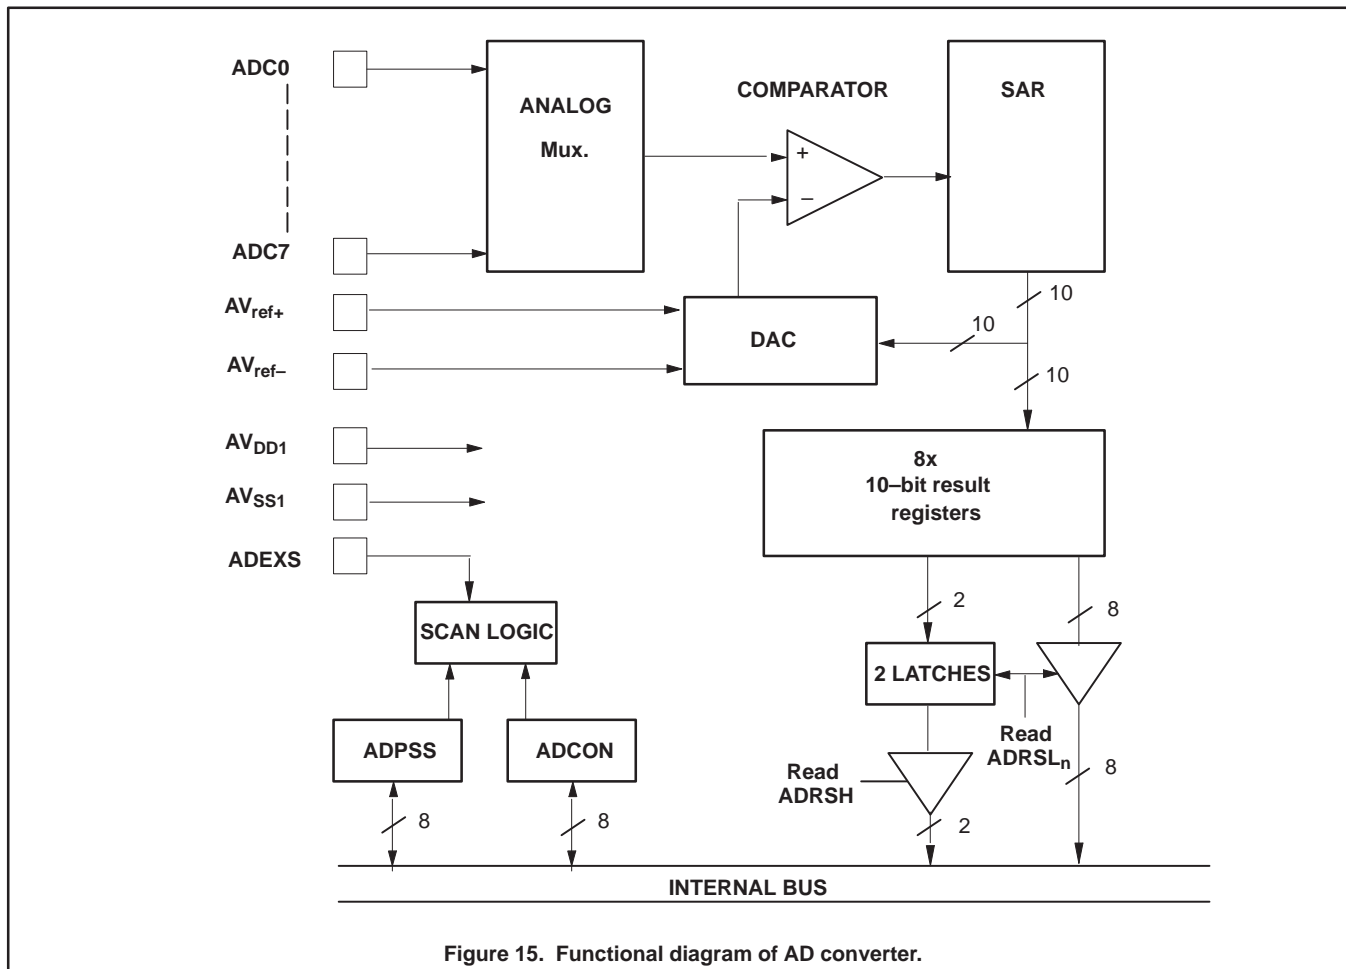 ADC0
ANALOG
Mux.
COMPARATOR
SAR
+
–
ADC7
AVref+
AVref–
DAC
10
10
10
AVDD1
AVSS1
ADEXS
8x
10–bit result
registers
SCAN LOGIC
2
8
2 LATCHES
ADPSS
ADCON
Read
ADRSLn
Read
ADRSH
8
8
8
2
INTERNAL BUS
Figure 15. Functional diagram of AD converter.